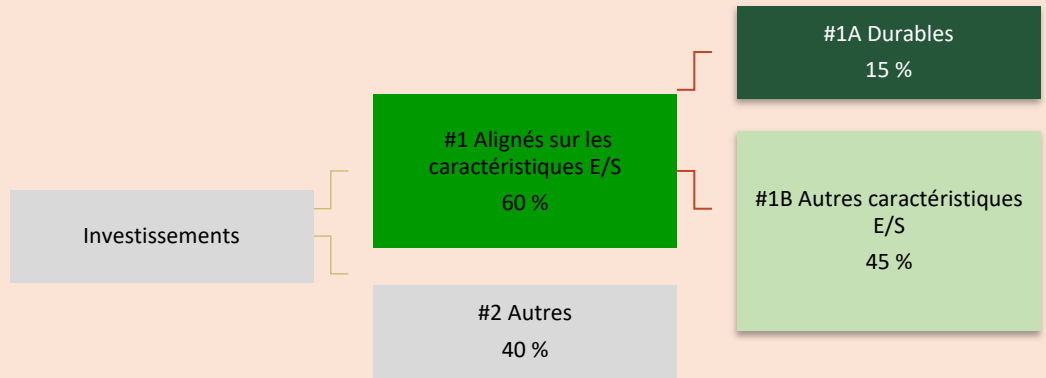 Investissements
#1 Alignés sur les
caractéristiques E/S
60 %
#2 Autres
40 %
#1A Durables
15 %
#1B Autres caractéristiques
E/S
45 %